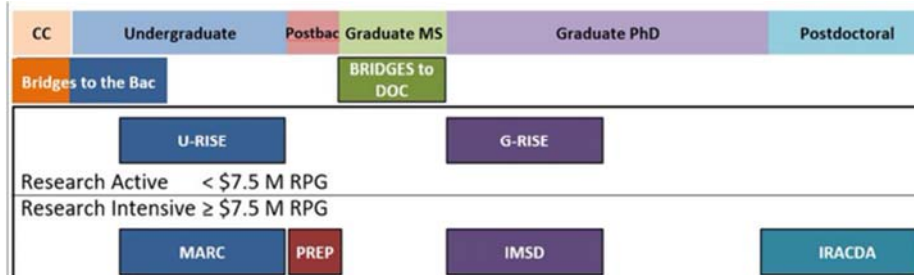 CC Undergraduate Postbac Graduate MS Graduate PhD Postdoctoral
Bridges to the Bac
BRIDGES to
DOC
U-RISE G-RISE
Research Active < $7.5 M RPG
Research Intensive ≥ $7.5 M RPG
MARC PREP IMSD IRACDA